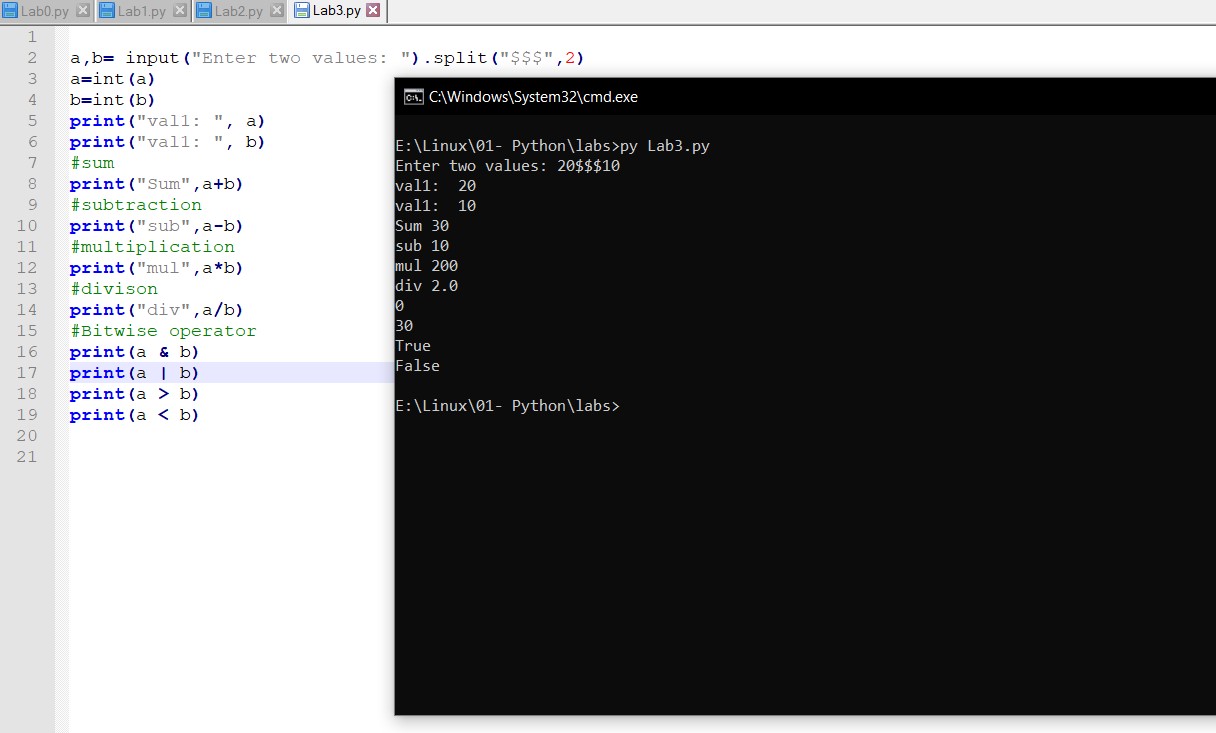 Lab0.py Lab1.py Lab2.py Lab3.py
1
2 a,b= input("Enter two values: ").split("$$$",2)
3 a=int(a)
4 b=int(b)
5 print("val1: ", a)
6 print("val1: ", b)
7 #sum
8 print("Sum",a+b)
9 #subtraction
10 print("sub",a-b)
11 #multiplication
12 print("mul",a*b)
13 #divison
14 print("div",a/b)
15 #Bitwise operator
16 print(a & b)
17 print(a | b)
18 print(a > b)
19 print(a < b)
20
21
C:\Windows\System32\cmd.exe
E:\Linux\01- Python\labs>py Lab3.py
Enter two values: 20$$$10
val1:  20
val1:  10
Sum 30
sub 10
mul 200
div 2.0
0
30
True
False
E:\Linux\01- Python\labs>